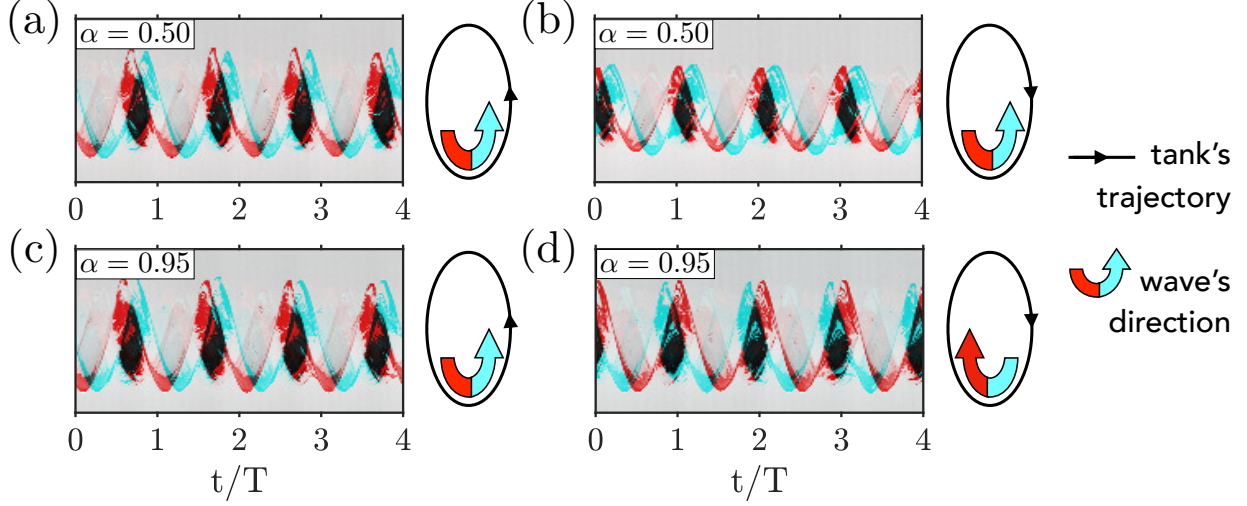 (a) α = 0.50
0 1 2 3 4
(b) α = 0.50
0 1 2 3 4
(c) α = 0.95
0 1 2 3 4
t/T
(d) α = 0.95
0 1 2 3 4
t/T
tank's
trajectory
wave's
direction